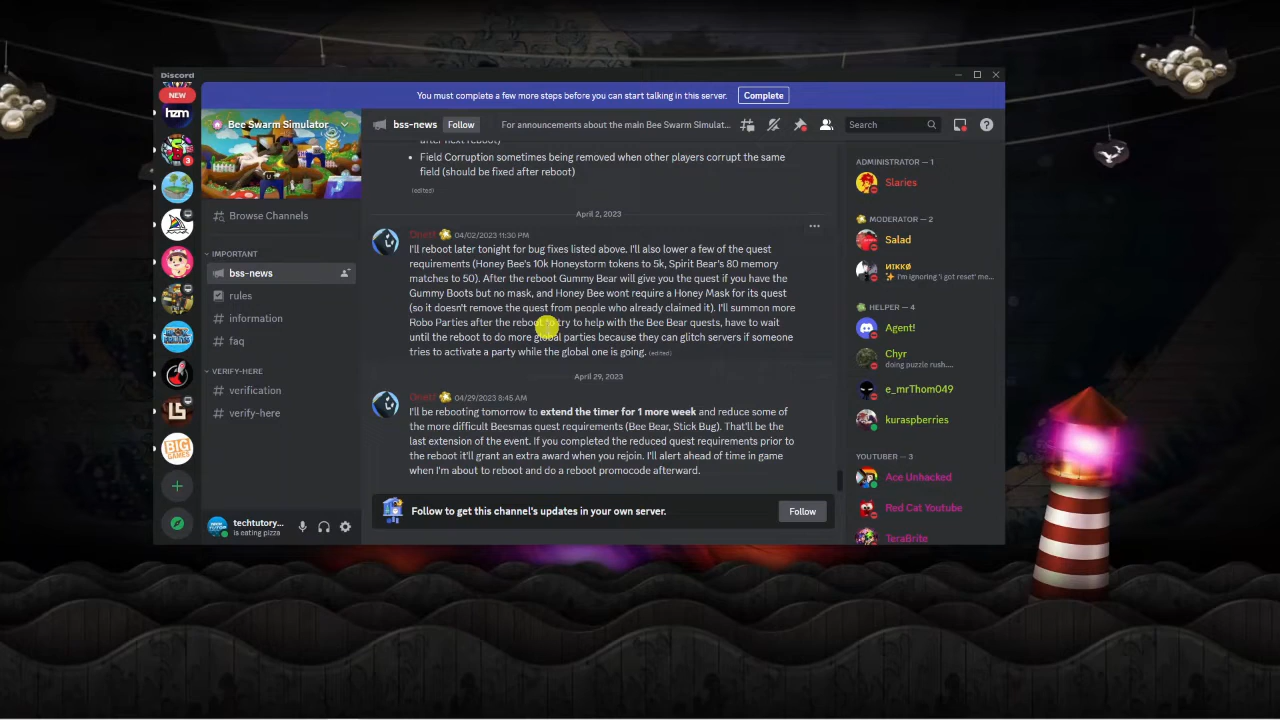 Discord
NEW
hzm
3
BIG
GAMES
Bee Swarm Simulator
Browse Channels
IMPORTANT
bss-news
rules
information
faq
VERIFY-HERE
verification
verify-here
techtutory...
is eating pizza
You must complete a few more steps before you can start talking in this server.
Complete
bss-news
Follow
For announcements about the main Bee Swarm Simulat...
Search
after next reboot)
Field Corruption sometimes being removed when other players corrupt the same
field (should be fixed after reboot)
(edited)
April 2, 2023
Onett 04/02/2023 11:30 PM
I'll reboot later tonight for bug fixes listed above. I'll also lower a few of the quest
requirements (Honey Bee's 10k Honeystorm tokens to 5k, Spirit Bear's 80 memory
matches to 50). After the reboot Gummy Bear will give you the quest if you have the
Gummy Boots but no mask, and Honey Bee wont require a Honey Mask for its quest
(so it doesn't remove the quest from people who already claimed it). I'll summon more
Robo Parties after the reboot to try to help with the Bee Bear quests, have to wait
until the reboot to do more global parties because they can glitch servers if someone
tries to activate a party while the global one is going. (edited)
April 29, 2023
Onett 04/29/2023 8:45 AM
I'll be rebooting tomorrow to extend the timer for 1 more week and reduce some of
the more difficult Beesmas quest requirements (Bee Bear, Stick Bug). That'll be the
last extension of the event. If you completed the reduced quest requirements prior to
the reboot it'll grant an extra award when you rejoin. I'll alert ahead of time in game
when I'm about to reboot and do a reboot promocode afterward.
Follow to get this channel's updates in your own server.
Follow
ADMINISTRATOR — 1
Slaries
MODERATOR — 2
Salad
ИIKKØ
I'm ignoring 'i got reset' me...
HELPER — 4
Agent!
Chyr
doing puzzle rush....
e_mrThom049
kuraspberries
YOUTUBER — 3
Ace Unhacked
Red Cat Youtube
TeraBrite